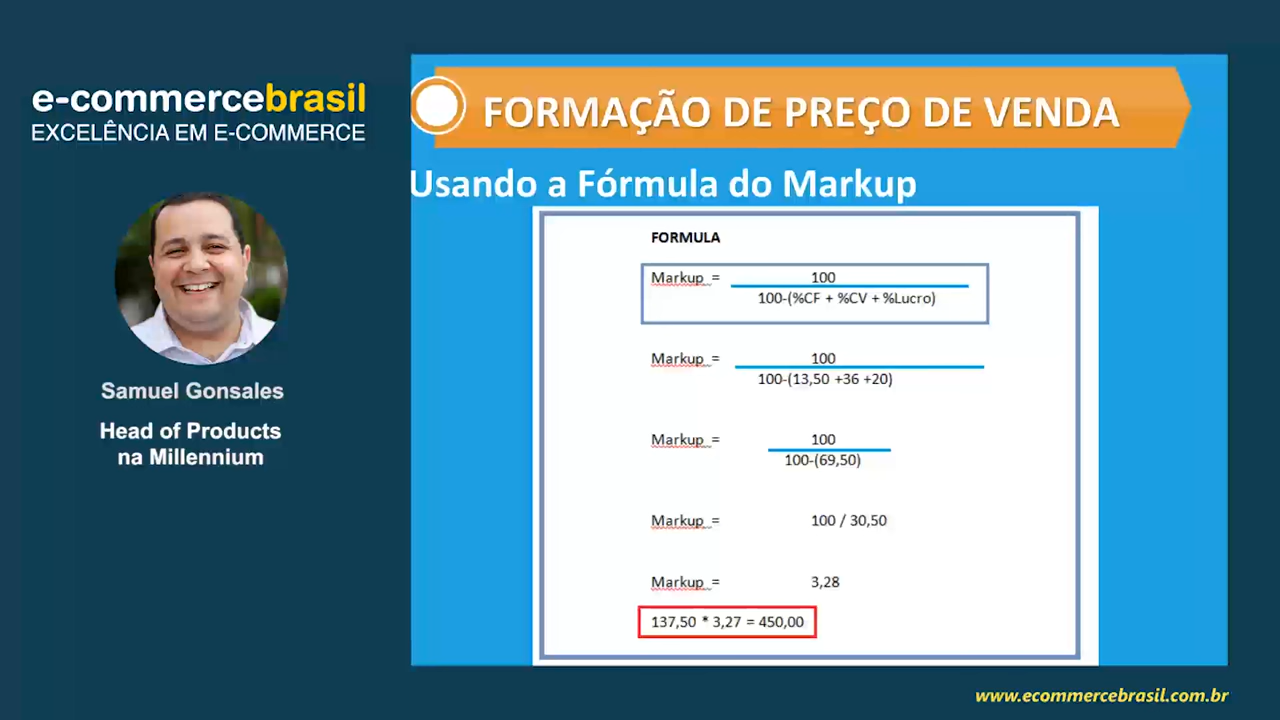 e-commercebrasil
EXCELÊNCIA EM E-COMMERCE
Samuel Gonsales
Head of Products
na Millennium
FORMAÇÃO DE PREÇO DE VENDA
Usando a Fórmula do Markup
FORMULA
Markup = 100
100-(%CF + %CV + %Lucro)
Markup = 100
100-(13,50 +36 +20)
Markup = 100
100-(69,50)
Markup = 100 / 30,50
Markup = 3,28
137,50 * 3,27 = 450,00
www.ecommercebrasil.com.br